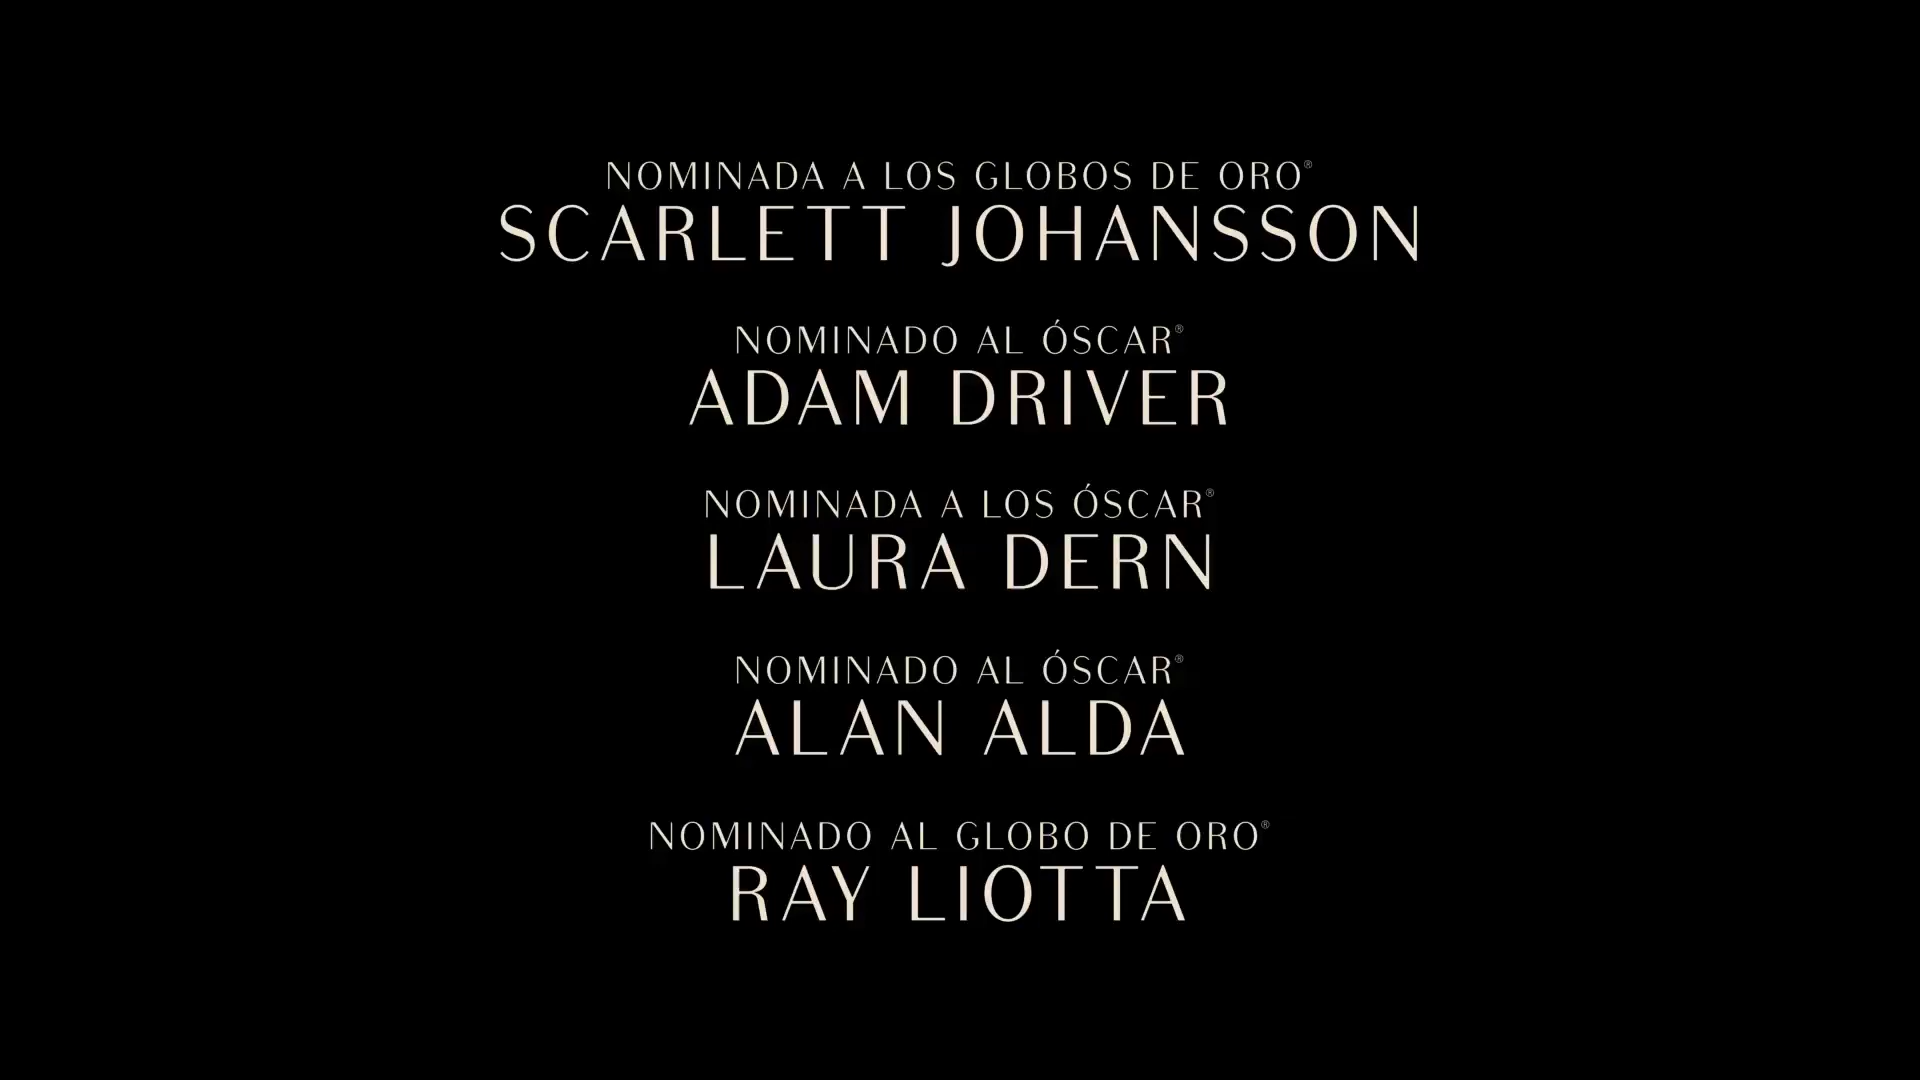 NOMINADA A LOS GLOBOS DE ORO®
SCARLETT JOHANSSON
NOMINADO AL ÓSCAR®
ADAM DRIVER
NOMINADA A LOS ÓSCAR®
LAURA DERN
NOMINADO AL ÓSCAR®
ALAN ALDA
NOMINADO AL GLOBO DE ORO®
RAY LIOTTA